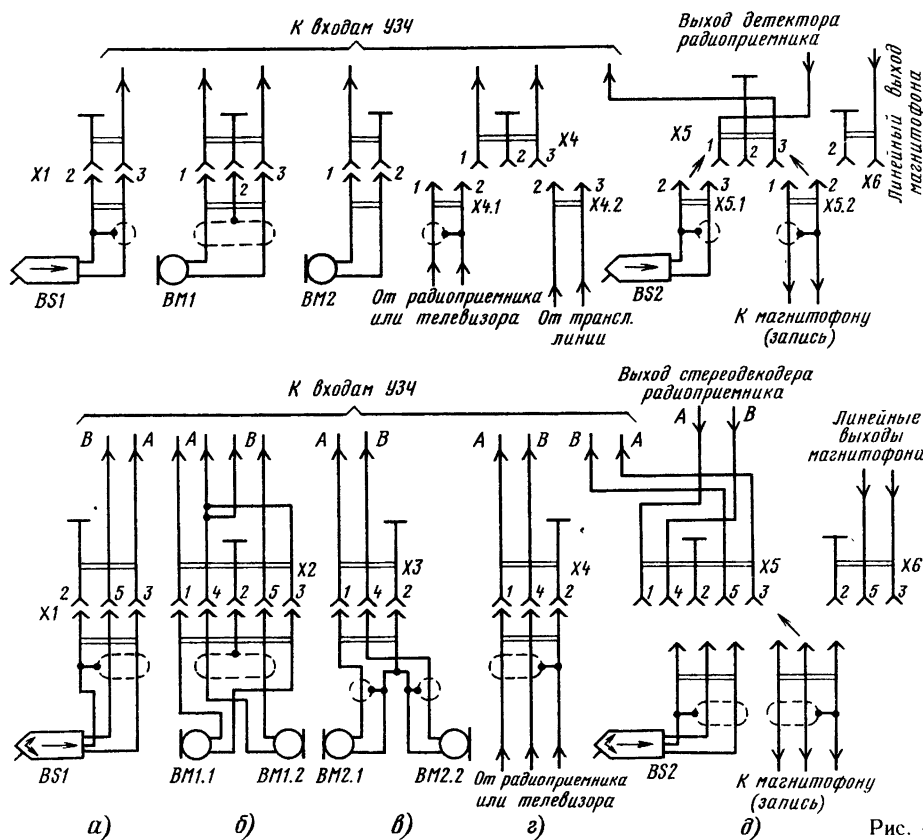 К входам УЗЧ
Выход детектора
радиоприемника
Линейный выход
магнитофона
X1 2 3
1 2 3
1 2
1 2 3 X4
X5 1 2 3
2 X6
1 2 X4.1
2 3 X4.2
2 3 X5.1
1 2 X5.2
BS1
BM1
BM2
От радиоприемника
или телевизора
От трансл.
линии
BS2
К магнитофону
(запись)
К входам УЗЧ
Выход стереодекодера
радиоприемника
A B
Линейные
выходы
магнитофона
B A A B A B A B B A
X1 2 5 3
1 4 2 5 3 X2
1 4 2 X3
1 4 2 X4
1 4 2 5 3 X5
2 5 3 X6
BS1
BM1.1 BM1.2
BM2.1 BM2.2
От радиоприемника
или телевизора
BS2
К магнитофону
(запись)
а) б) в) г) д)
Рис.